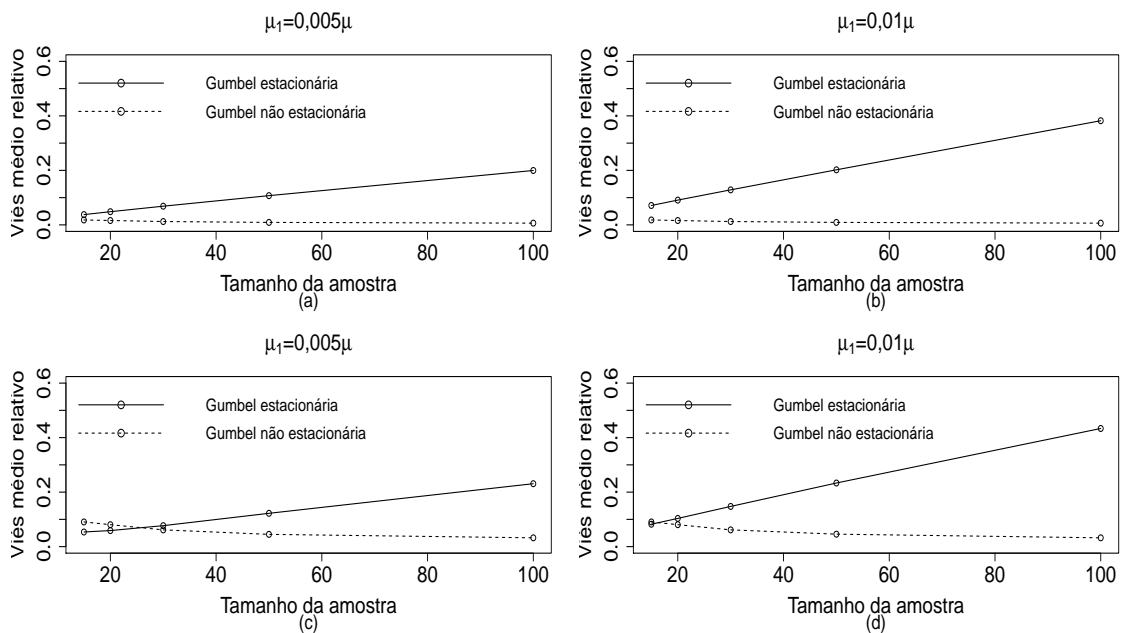 μ1=0,005μ
Viés médio relativo
0.0 0.2 0.4 0.6
Gumbel estacionária
Gumbel não estacionária
20 40 60 80 100
Tamanho da amostra
(a)
μ1=0,01μ
Viés médio relativo
0.0 0.2 0.4 0.6
Gumbel estacionária
Gumbel não estacionária
20 40 60 80 100
Tamanho da amostra
(b)
μ1=0,005μ
Viés médio relativo
0.0 0.2 0.4 0.6
Gumbel estacionária
Gumbel não estacionária
20 40 60 80 100
Tamanho da amostra
(c)
μ1=0,01μ
Viés médio relativo
0.0 0.2 0.4 0.6
Gumbel estacionária
Gumbel não estacionária
20 40 60 80 100
Tamanho da amostra
(d)